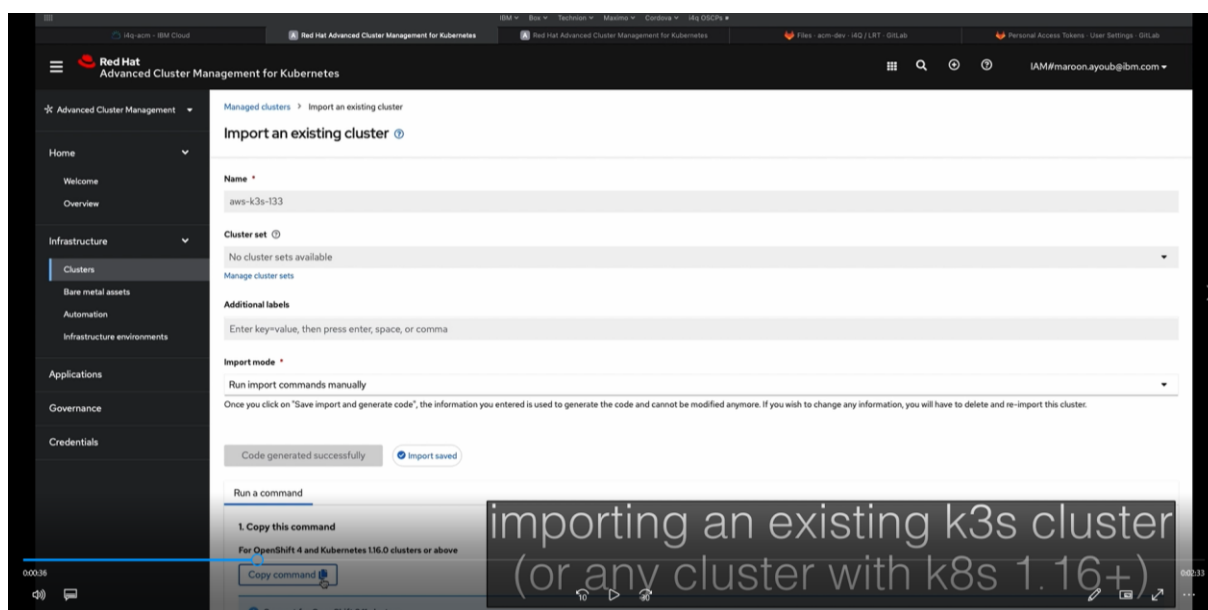 IBM Box Technion Maximo Cordova i4q OSCPs
i4q-acm - IBM Cloud
Red Hat Advanced Cluster Management for Kubernetes
Red Hat Advanced Cluster Management for Kubernetes
Files · acm-dev · i4Q / LRT · GitLab
Personal Access Tokens · User Settings · GitLab
Red Hat
Advanced Cluster Management for Kubernetes
IAM#maroon.ayoub@ibm.com
Advanced Cluster Management
Managed clusters > Import an existing cluster
Import an existing cluster
Home
Welcome
Overview
Infrastructure
Clusters
Bare metal assets
Automation
Infrastructure environments
Applications
Governance
Credentials
Name *
aws-k3s-133
Cluster set
No cluster sets available
Manage cluster sets
Additional labels
Enter key=value, then press enter, space, or comma
Import mode *
Run import commands manually
Once you click on "Save import and generate code", the information you entered is used to generate the code and cannot be modified anymore. If you wish to change any information, you will have to delete and re-import this cluster.
Code generated successfully
Import saved
Run a command
1. Copy this command
For OpenShift 4 and Kubernetes 1.16.0 clusters or above
Copy command
importing an existing k3s cluster
(or any cluster with k8s 1.16+)
0:00:36
0:02:33
10
30